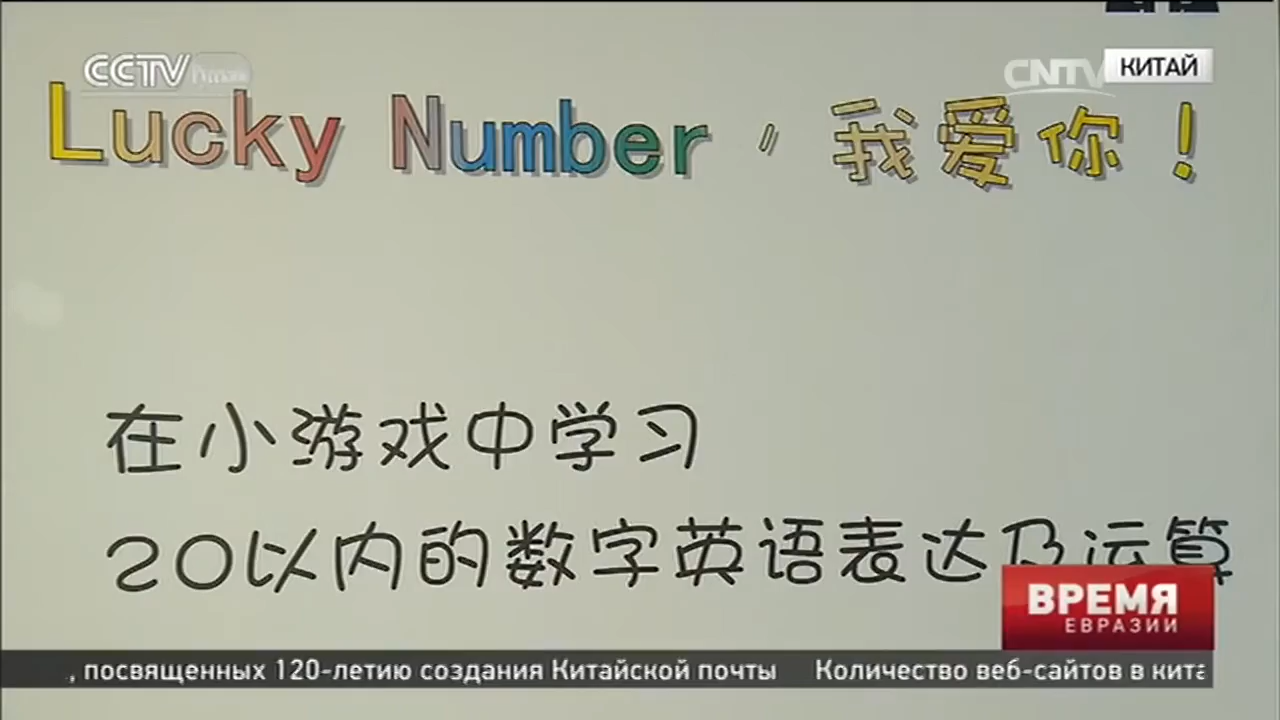 CCTV
CNTV
КИТАЙ
Lucky Number，我爱你！
在小游戏中学习
20以内的数字英语表达及运算
ВРЕМЯ
ЕВРАЗИИ
, посвященных 120-летию создания Китайской почты Количество веб-сайтов в кита